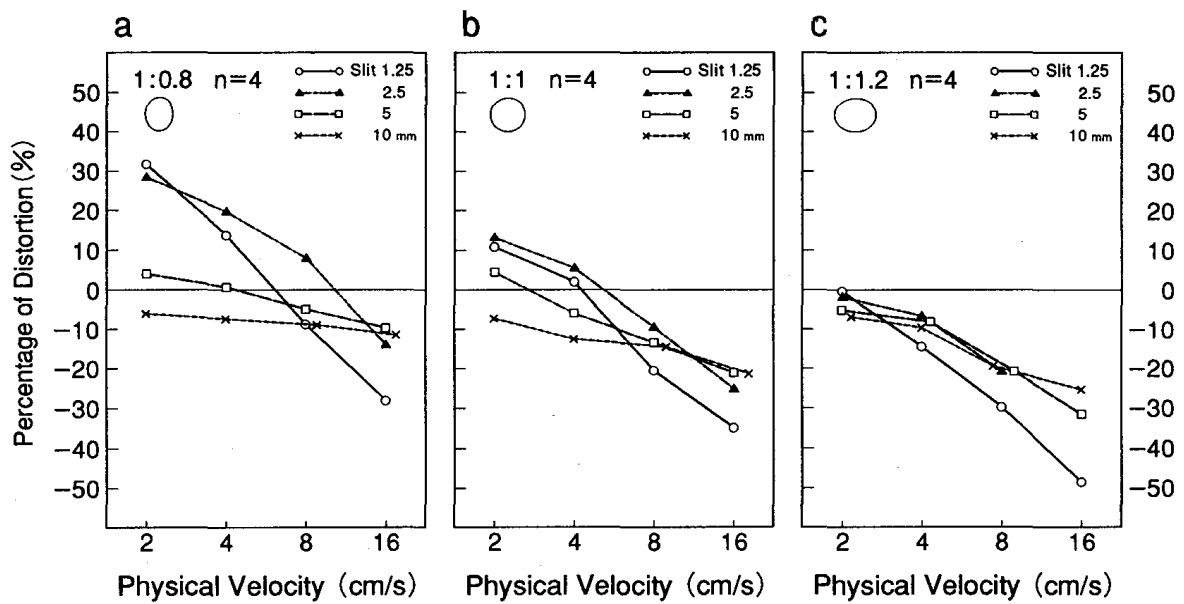 a
1:0.8 n=4
Slit 1.25
2.5
5
10 mm
50
40
30
20
10
0
−10
−20
−30
−40
−50
Percentage of Distortion(%)
2 4 8 16
Physical Velocity (cm/s)
b
1:1 n=4
Slit 1.25
2.5
5
10 mm
2 4 8 16
Physical Velocity (cm/s)
c
1:1.2 n=4
Slit 1.25
2.5
5
10 mm
50
40
30
20
10
0
−10
−20
−30
−40
−50
2 4 8 16
Physical Velocity (cm/s)